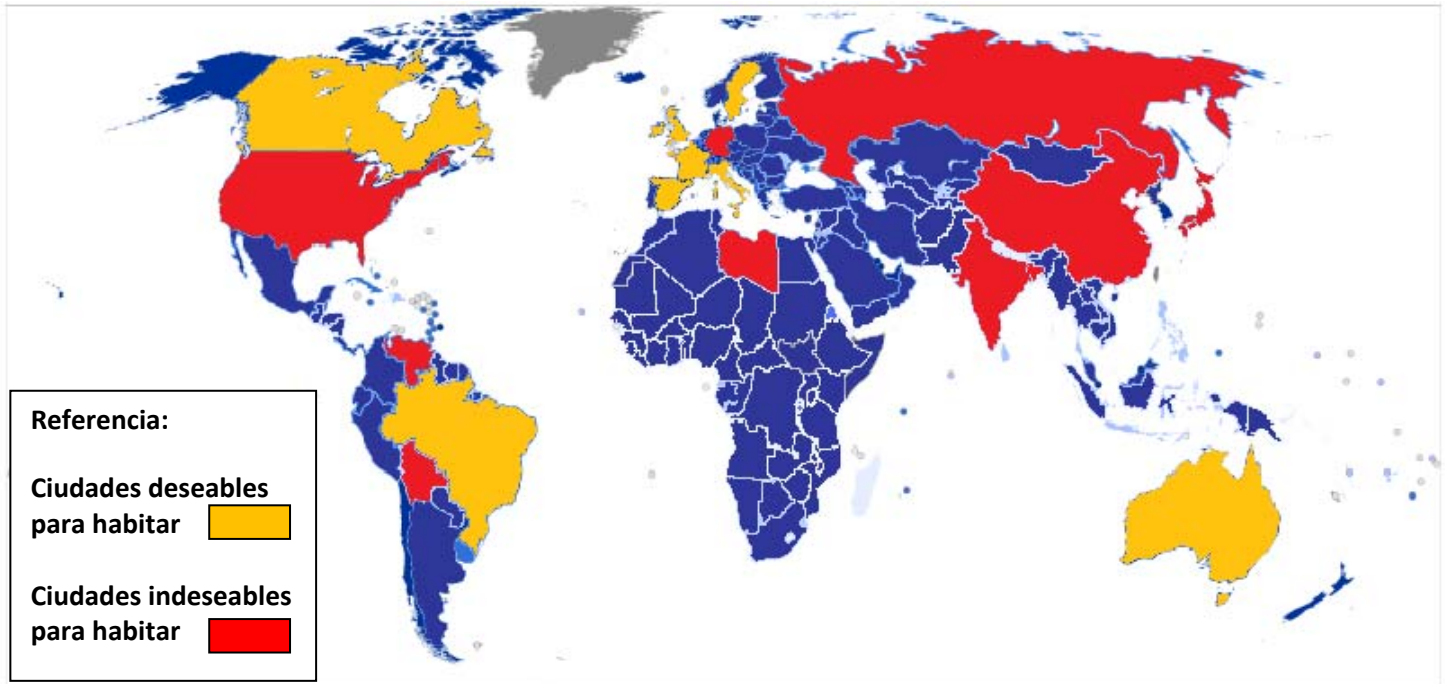 Referencia:
Ciudades deseables
para habitar
Ciudades indeseables
para habitar